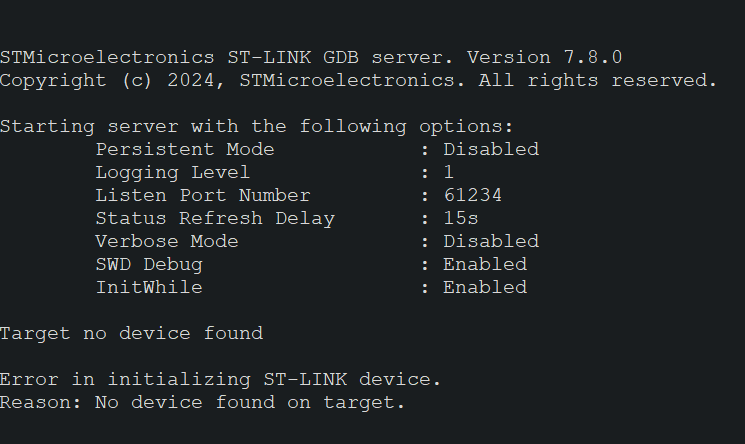 STMicroelectronics ST-LINK GDB server. Version 7.8.0
Copyright (c) 2024, STMicroelectronics. All rights reserved.
Starting server with the following options:
Persistent Mode : Disabled
Logging Level : 1
Listen Port Number : 61234
Status Refresh Delay : 15s
Verbose Mode : Disabled
SWD Debug : Enabled
InitWhile : Enabled
Target no device found
Error in initializing ST-LINK device.
Reason: No device found on target.